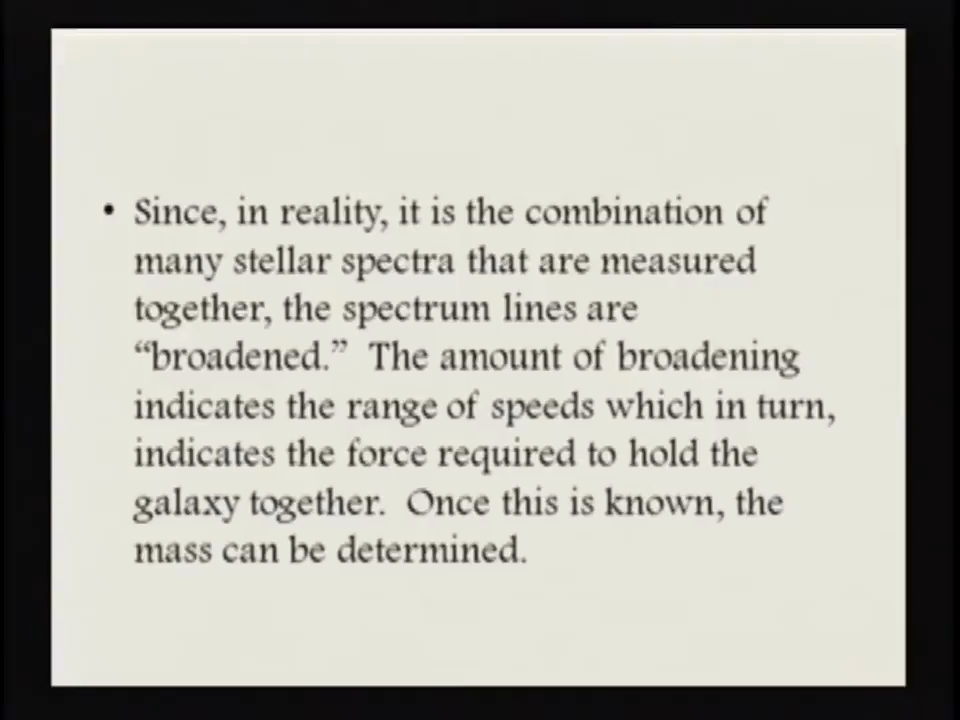 • Since, in reality, it is the combination of
many stellar spectra that are measured
together, the spectrum lines are
“broadened.”  The amount of broadening
indicates the range of speeds which in turn,
indicates the force required to hold the
galaxy together.  Once this is known, the
mass can be determined.